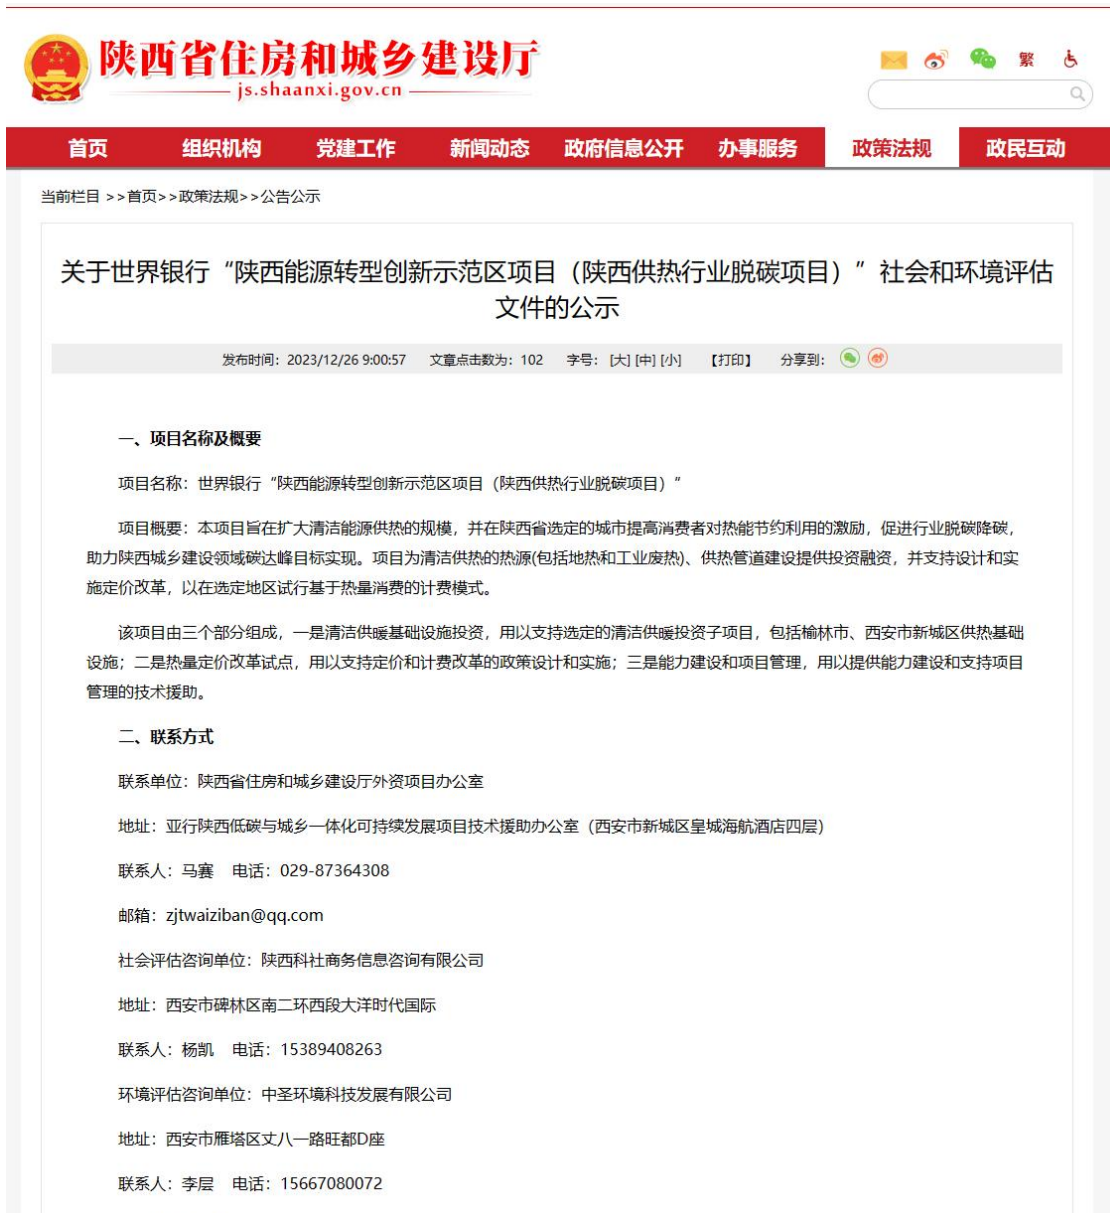 陕西省住房和城乡建设厅
js.shaanxi.gov.cn
繁
首页 组织机构 党建工作 新闻动态 政府信息公开 办事服务 政策法规 政民互动
当前栏目 >>首页>>政策法规>>公告公示
关于世界银行“陕西能源转型创新示范区项目（陕西供热行业脱碳项目）”社会和环境评估
文件的公示
发布时间：2023/12/26 9:00:57 文章点击数为：102 字号： [大] [中] [小] 【打印】 分享到：
一、项目名称及概要
项目名称：世界银行“陕西能源转型创新示范区项目（陕西供热行业脱碳项目）”
项目概要：本项目旨在扩大清洁能源供热的规模，并在陕西省选定的城市提高消费者对热能节约利用的激励，促进行业脱碳降碳，
助力陕西城乡建设领域碳达峰目标实现。项目为清洁供热的热源(包括地热和工业废热)、供热管道建设提供投资融资，并支持设计和实
施定价改革，以在选定地区试行基于热量消费的计费模式。
该项目由三个部分组成，一是清洁供暖基础设施投资，用以支持选定的清洁供暖投资子项目，包括榆林市、西安市新城区供热基础
设施；二是热量定价改革试点，用以支持定价和计费改革的政策设计和实施；三是能力建设和项目管理，用以提供能力建设和支持项目
管理的技术援助。
二、联系方式
联系单位：陕西省住房和城乡建设厅外资项目办公室
地址：亚行陕西低碳与城乡一体化可持续发展项目技术援助办公室（西安市新城区皇城海航酒店四层）
联系人：马赛 电话：029-87364308
邮箱：zjtwaiziban@qq.com
社会评估咨询单位：陕西科社商务信息咨询有限公司
地址：西安市碑林区南二环西段大洋时代国际
联系人：杨凯 电话：15389408263
环境评估咨询单位：中圣环境科技发展有限公司
地址：西安市雁塔区丈八一路旺都D座
联系人：李层 电话：15667080072